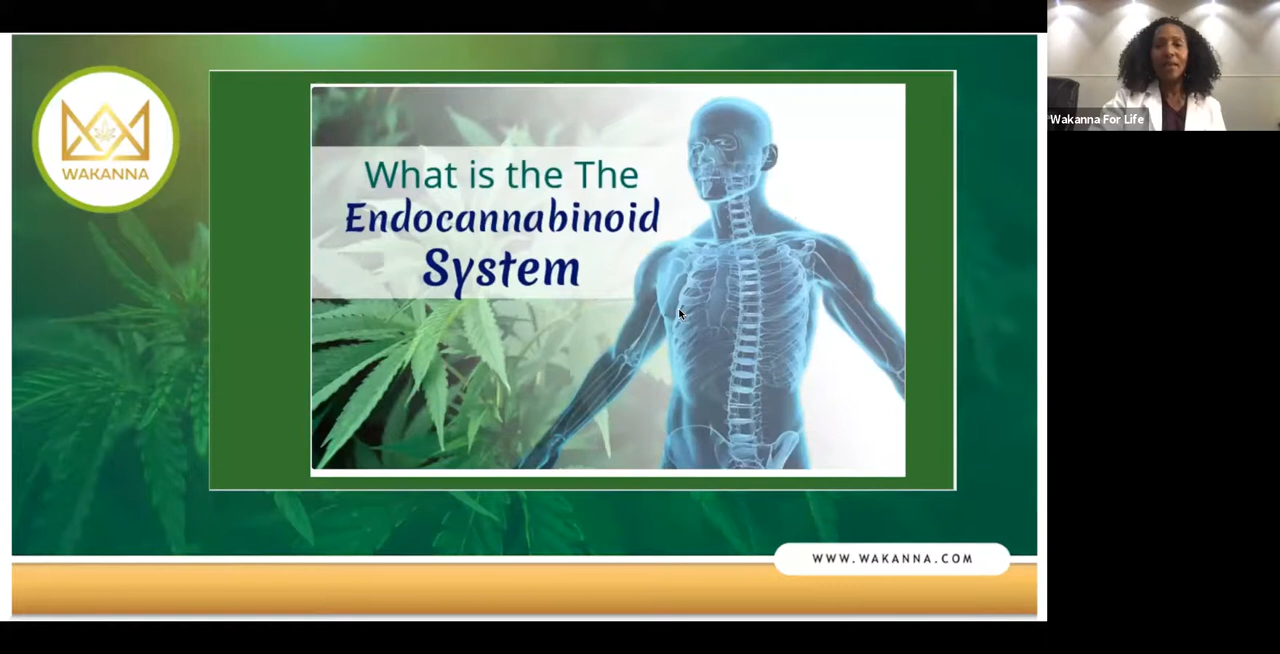 WAKANNA
What is the The
Endocannabinoid
System
WWW.WAKANNA.COM
Wakanna For Life